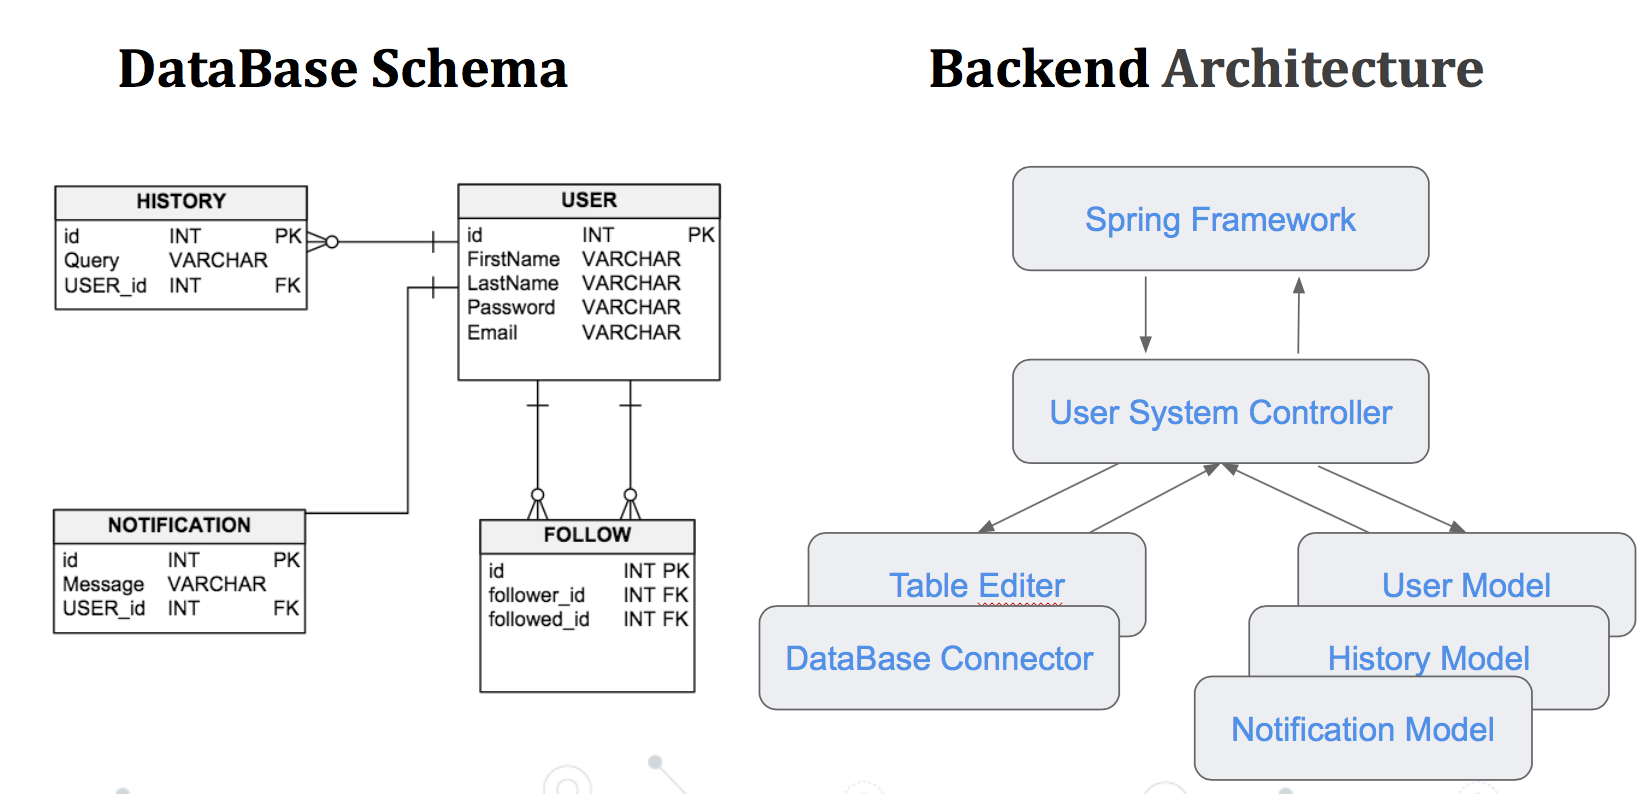 DataBase Schema
Backend Architecture
HISTORY
id INT PK
Query VARCHAR
USER_id INT FK
USER
id INT PK
FirstName VARCHAR
LastName VARCHAR
Password VARCHAR
Email VARCHAR
NOTIFICATION
id INT PK
Message VARCHAR
USER_id INT FK
FOLLOW
id INT PK
follower_id INT FK
followed_id INT FK
Spring Framework
User System Controller
Table Editer
DataBase Connector
User Model
History Model
Notification Model